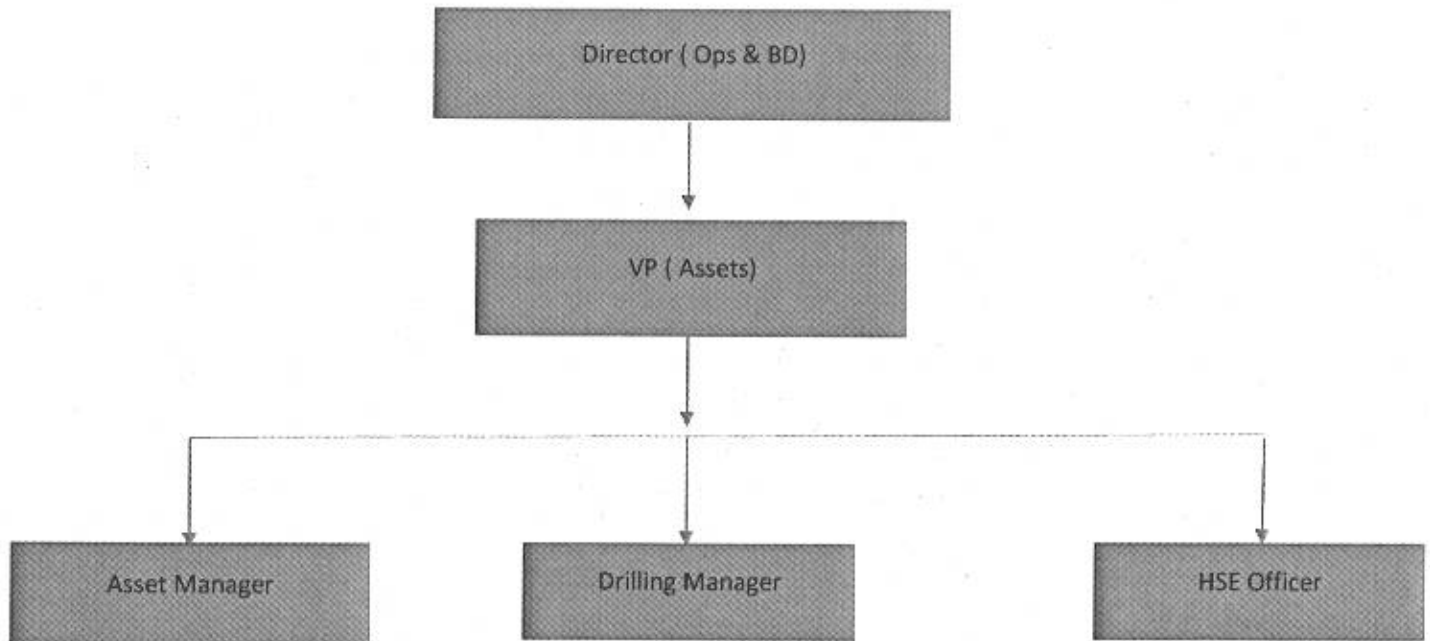 Director ( Ops & BD)
VP ( Assets)
Asset Manager
Drilling Manager
HSE Officer